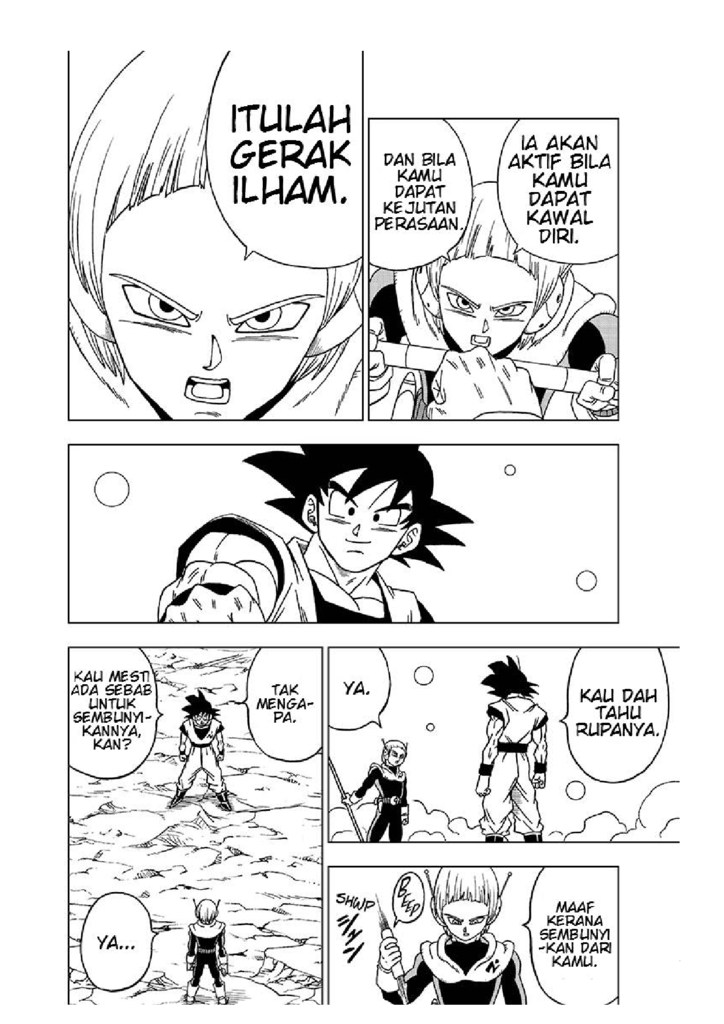 IA AKAN
AKTIF BILA
KAMU
DAPAT
KAWAL
DIRI.
DAN BILA
KAMU
DAPAT
KEJUTAN
PERASAAN.
ITULAH
GERAK
ILHAM.
KAU DAH
TAHU
RUPANYA.
YA.
MAAF
KERANA
SEMBUNYI
-KAN DARI
KAMU.
BEEP
SHWP
TAK
MENGA-
PA.
KAU MESTI
ADA SEBAB
UNTUK
SEMBUNYI-
KANNYA,
KAN?
YA...